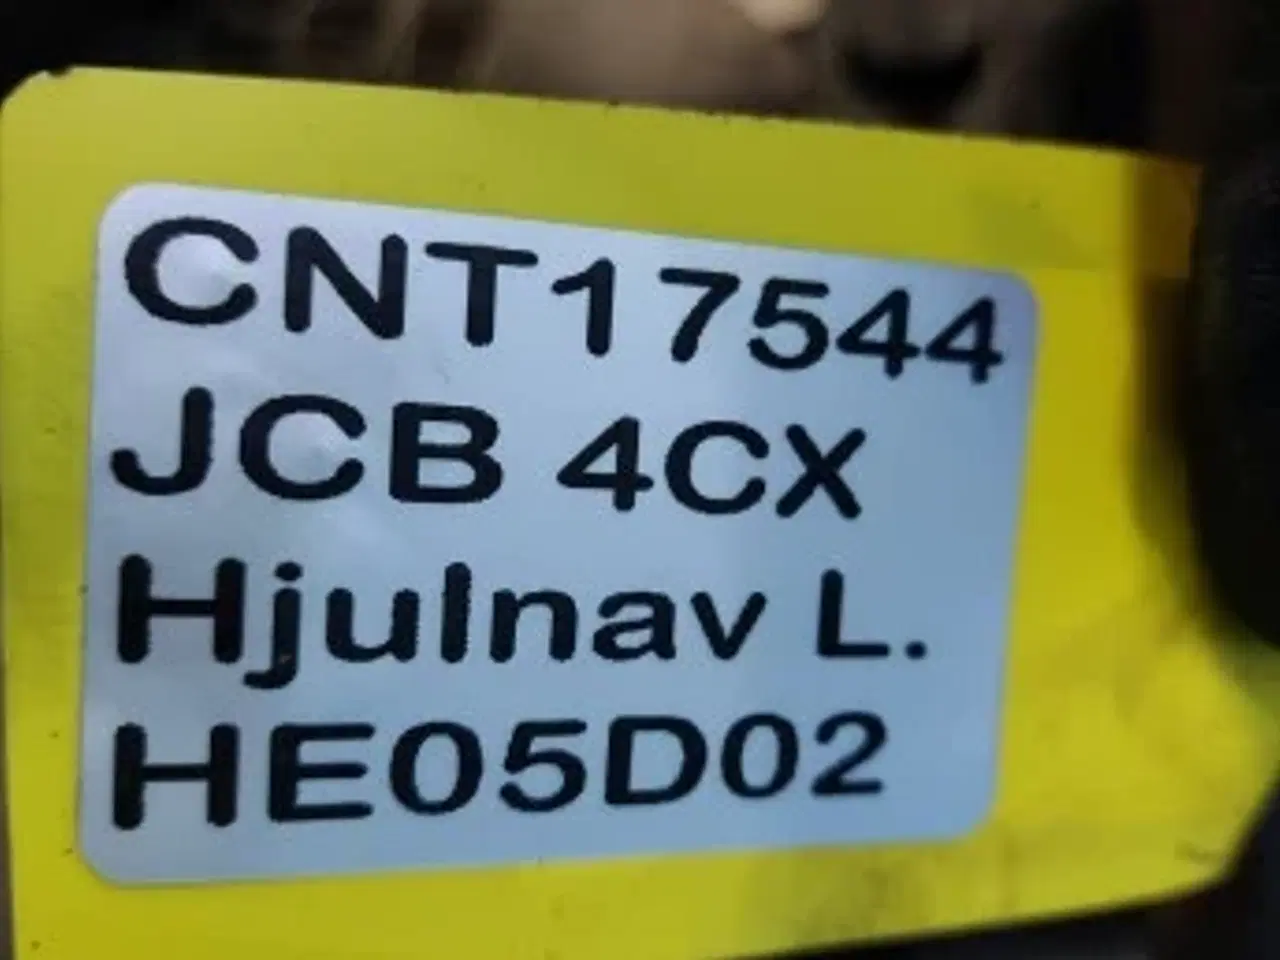 CNT17544
JCB 4CX
Hjulnav L.
HE05D02